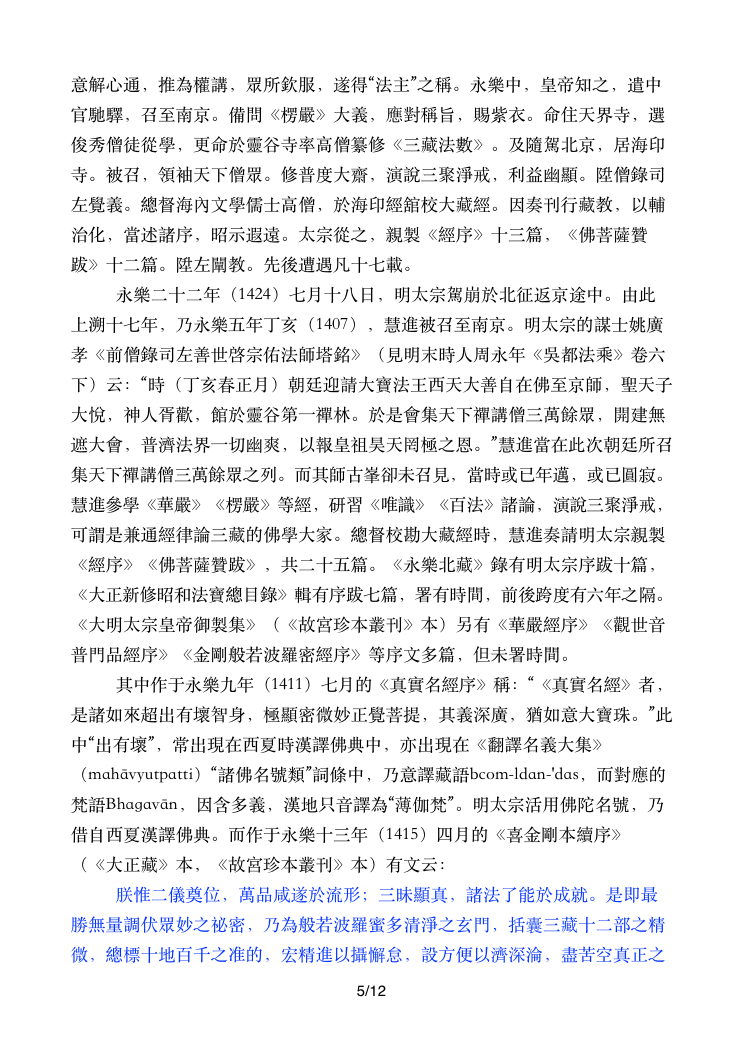 意解心通，推為權講，眾所欽服，遂得“法主”之稱。永樂中，皇帝知之，遣中
官馳驛，召至南京。備問《楞嚴》大義，應對稱旨，賜紫衣。命住天界寺，選
俊秀僧徒從學，更命於靈谷寺率高僧纂修《三藏法數》。及隨駕北京，居海印
寺。被召，領袖天下僧眾。修普度大齋，演說三聚淨戒，利益幽顯。陞僧錄司
左覺義。總督海內文學儒士高僧，於海印經舘校大藏經。因奏刊行藏教，以輔
治化，當述諸序，昭示遐遠。太宗從之，親製《經序》十三篇，《佛菩薩贊
跋》十二篇。陞左闡教。先後遭遇凡十七載。
永樂二十二年（1424）七月十八日，明太宗駕崩於北征返京途中。由此
上溯十七年，乃永樂五年丁亥（1407），慧進被召至南京。明太宗的謀士姚廣
孝《前僧錄司左善世啓宗佑法師塔銘》（見明末時人周永年《吳都法乘》卷六
下）云：“時（丁亥春正月）朝廷迎請大寶法王西天大善自在佛至京師，聖天子
大悅，神人胥歡，館於靈谷第一禪林。於是會集天下禪講僧三萬餘眾，開建無
遮大會，普濟法界一切幽爽，以報皇祖昊天罔極之恩。”慧進當在此次朝廷所召
集天下禪講僧三萬餘眾之列。而其師古峯卻未召見，當時或已年邁，或已圓寂。
慧進參學《華嚴》《楞嚴》等經，研習《唯識》《百法》諸論，演說三聚淨戒，
可謂是兼通經律論三藏的佛學大家。總督校勘大藏經時，慧進奏請明太宗親製
《經序》《佛菩薩贊跋》，共二十五篇。《永樂北藏》錄有明太宗序跋十篇，
《大正新修昭和法寶總目錄》輯有序跋七篇，署有時間，前後跨度有六年之隔。
《大明太宗皇帝御製集》（《故宮珍本叢刊》本）另有《華嚴經序》《觀世音
普門品經序》《金剛般若波羅密經序》等序文多篇，但未署時間。
其中作于永樂九年（1411）七月的《真實名經序》稱：“《真實名經》者，
是諸如來超出有壞智身，極顯密微妙正覺菩提，其義深廣，猶如意大寶珠。”此
中“出有壞”，常出現在西夏時漢譯佛典中，亦出現在《翻譯名義大集》
（mahāvyutpatti）“諸佛名號類”詞條中，乃意譯藏語bcom-ldan-'das，而對應的
梵語Bhagavān，因含多義，漢地只音譯為“薄伽梵”。明太宗活用佛陀名號，乃
借自西夏漢譯佛典。而作于永樂十三年（1415）四月的《喜金剛本續序》
（《大正藏》本，《故宮珍本叢刊》本）有文云：
朕惟二儀奠位，萬品咸遂於流形；三昧顯真，諸法了能於成就。是即最
勝無量調伏眾妙之祕密，乃為般若波羅蜜多清淨之玄門，括囊三藏十二部之精
微，總標十地百千之准的，宏精進以攝懈怠，設方便以濟深淪，盡苦空真正之
5/12